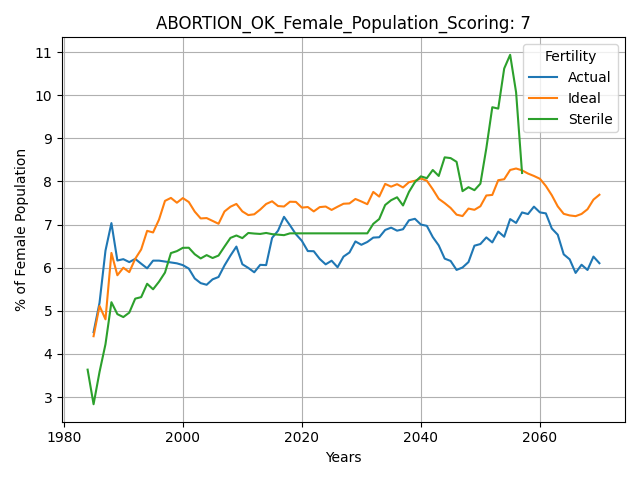 ABORTION_OK_Female_Population_Scoring: 7
% of Female Population
11
10
9
8
7
6
5
4
3
Fertility
Actual
Ideal
Sterile
1980 2000 2020 2040 2060
Years